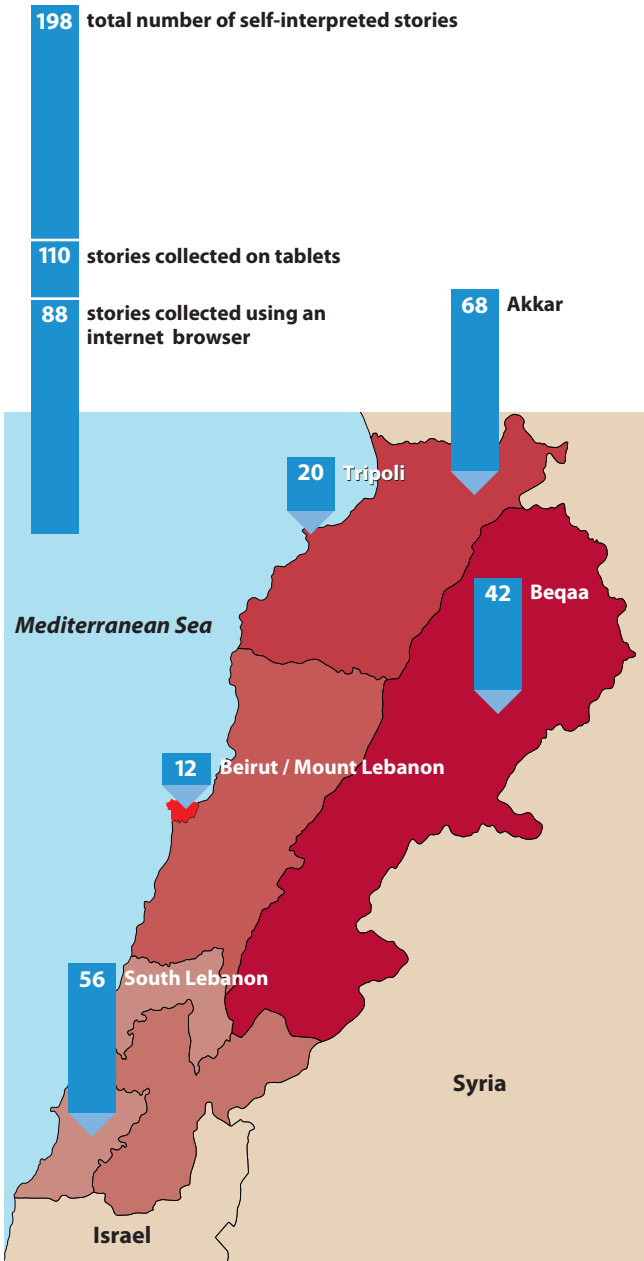 198 total number of self-interpreted stories
110 stories collected on tablets
88 stories collected using an
internet browser
68 Akkar
20 Tripoli
42 Beqaa
Mediterranean Sea
12 Beirut / Mount Lebanon
56 South Lebanon
Syria
Israel